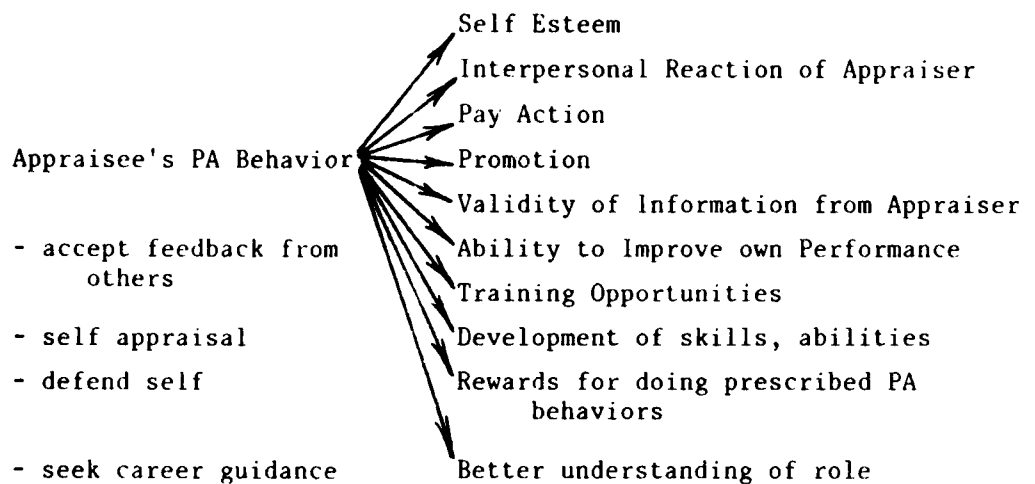 Self Esteem
Interpersonal Reaction of Appraiser
Pay Action
Appraisee's PA Behavior
Promotion
Validity of Information from Appraiser
- accept feedback from
others
Ability to Improve own Performance
Training Opportunities
- self appraisal
Development of skills, abilities
- defend self
Rewards for doing prescribed PA
behaviors
- seek career guidance
Better understanding of role